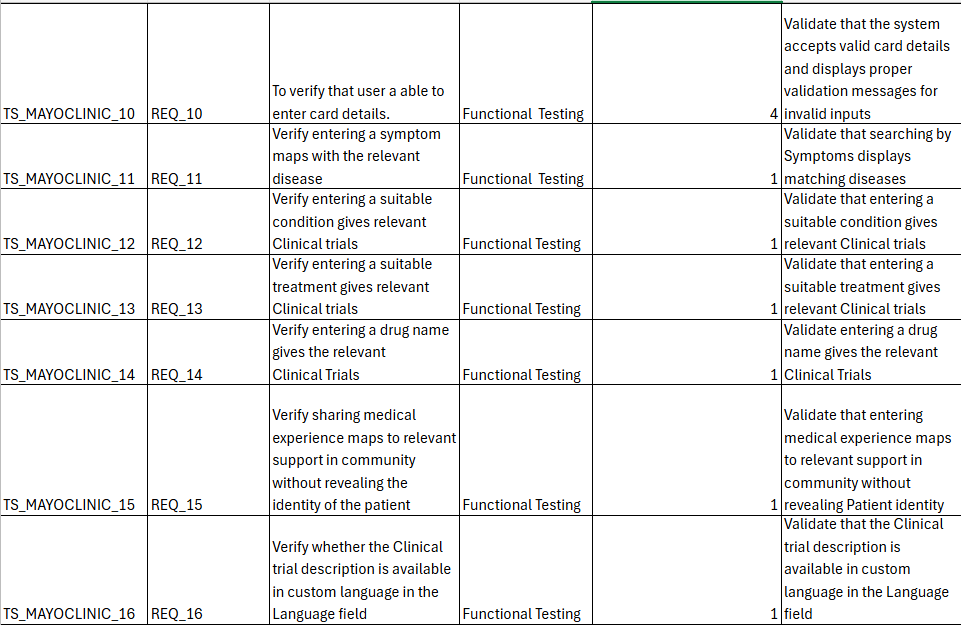 TS_MAYOCLINIC_10 REQ_10 To verify that user a able to
enter card details. Functional  Testing 4 Validate that the system
accepts valid card details
and displays proper
validation messages for
invalid inputs
TS_MAYOCLINIC_11 REQ_11 Verify entering a symptom
maps with the relevant
disease Functional  Testing 1 Validate that searching by
Symptoms displays
matching diseases
TS_MAYOCLINIC_12 REQ_12 Verify entering a suitable
condition gives relevant
Clinical trials Functional Testing 1 Validate that entering a
suitable condition gives
relevant Clinical trials
TS_MAYOCLINIC_13 REQ_13 Verify entering a suitable
treatment gives relevant
Clinical trials Functional Testing 1 Validate that entering a
suitable treatment gives
relevant Clinical trials
TS_MAYOCLINIC_14 REQ_14 Verify entering a drug name
gives the relevant
Clinical Trials Functional Testing 1 Validate entering a drug
name gives the relevant
Clinical Trials
TS_MAYOCLINIC_15 REQ_15 Verify sharing medical
experience maps to relevant
support in community
without revealing the
identity of the patient Functional Testing 1 Validate that entering
medical experience maps
to relevant support in
community without
revealing Patient identity
TS_MAYOCLINIC_16 REQ_16 Verify whether the Clinical
trial description is available
in custom language in the
Language field Functional Testing 1 Validate that the Clinical
trial description is
available in custom
language in the Language
field